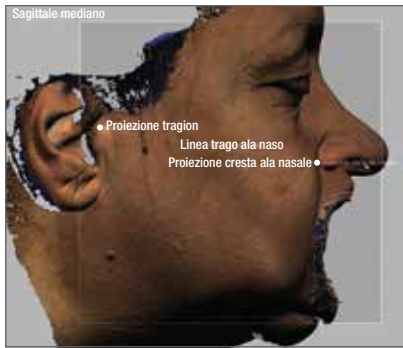 Sagittale mediano
Proiezione tragion
Linea trago ala naso
Proiezione cresta ala nasale